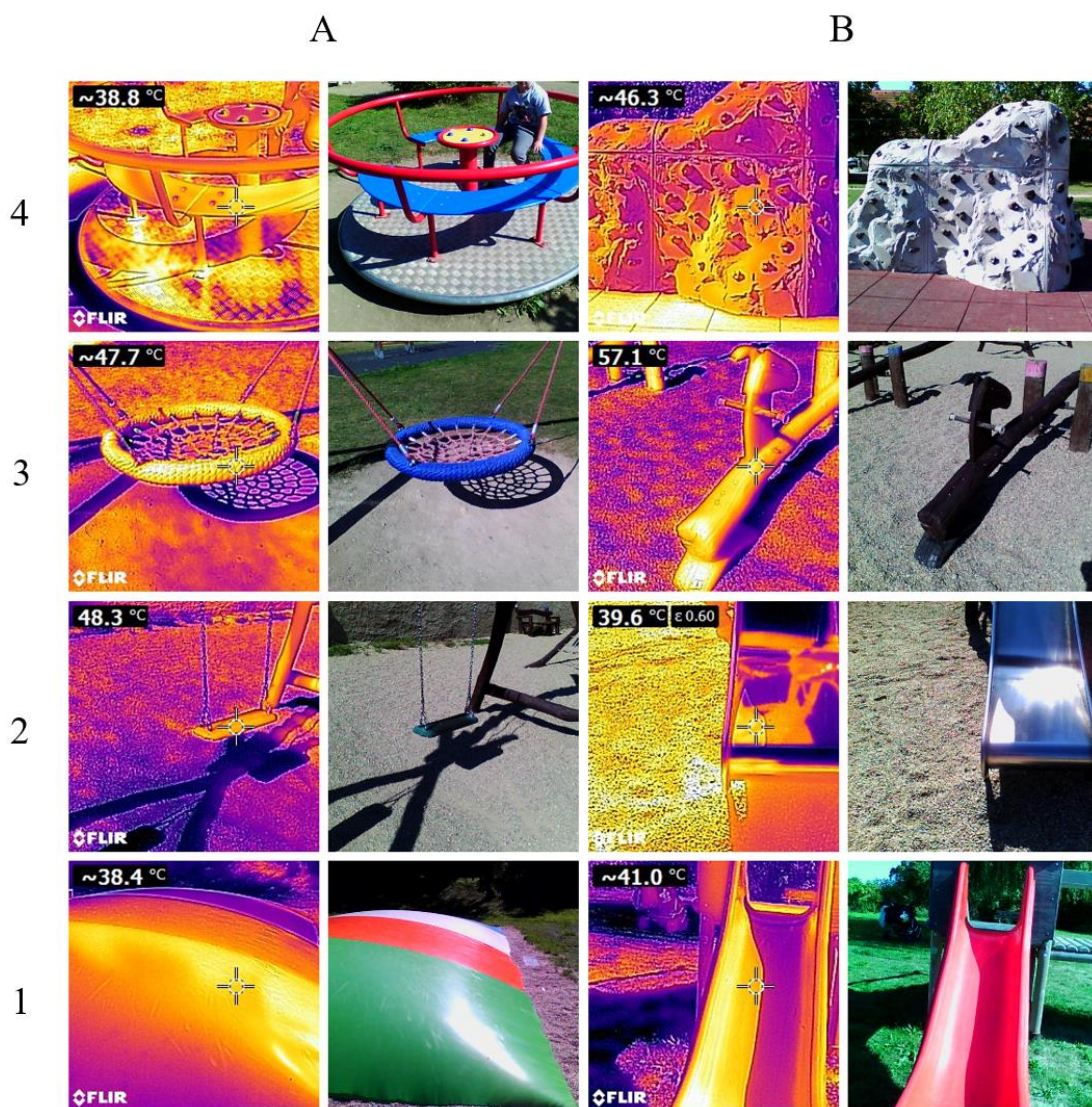 A B
~38.8 °C ~46.3 °C
4
◇FLIR ◇FLIR
~47.7 °C 57.1 °C
3
◇FLIR ◇FLIR
48.3 °C 39.6 °C ε 0.60
2
◇FLIR ◇FLIR
~38.4 °C ~41.0 °C
1
◇FLIR ◇FLIR